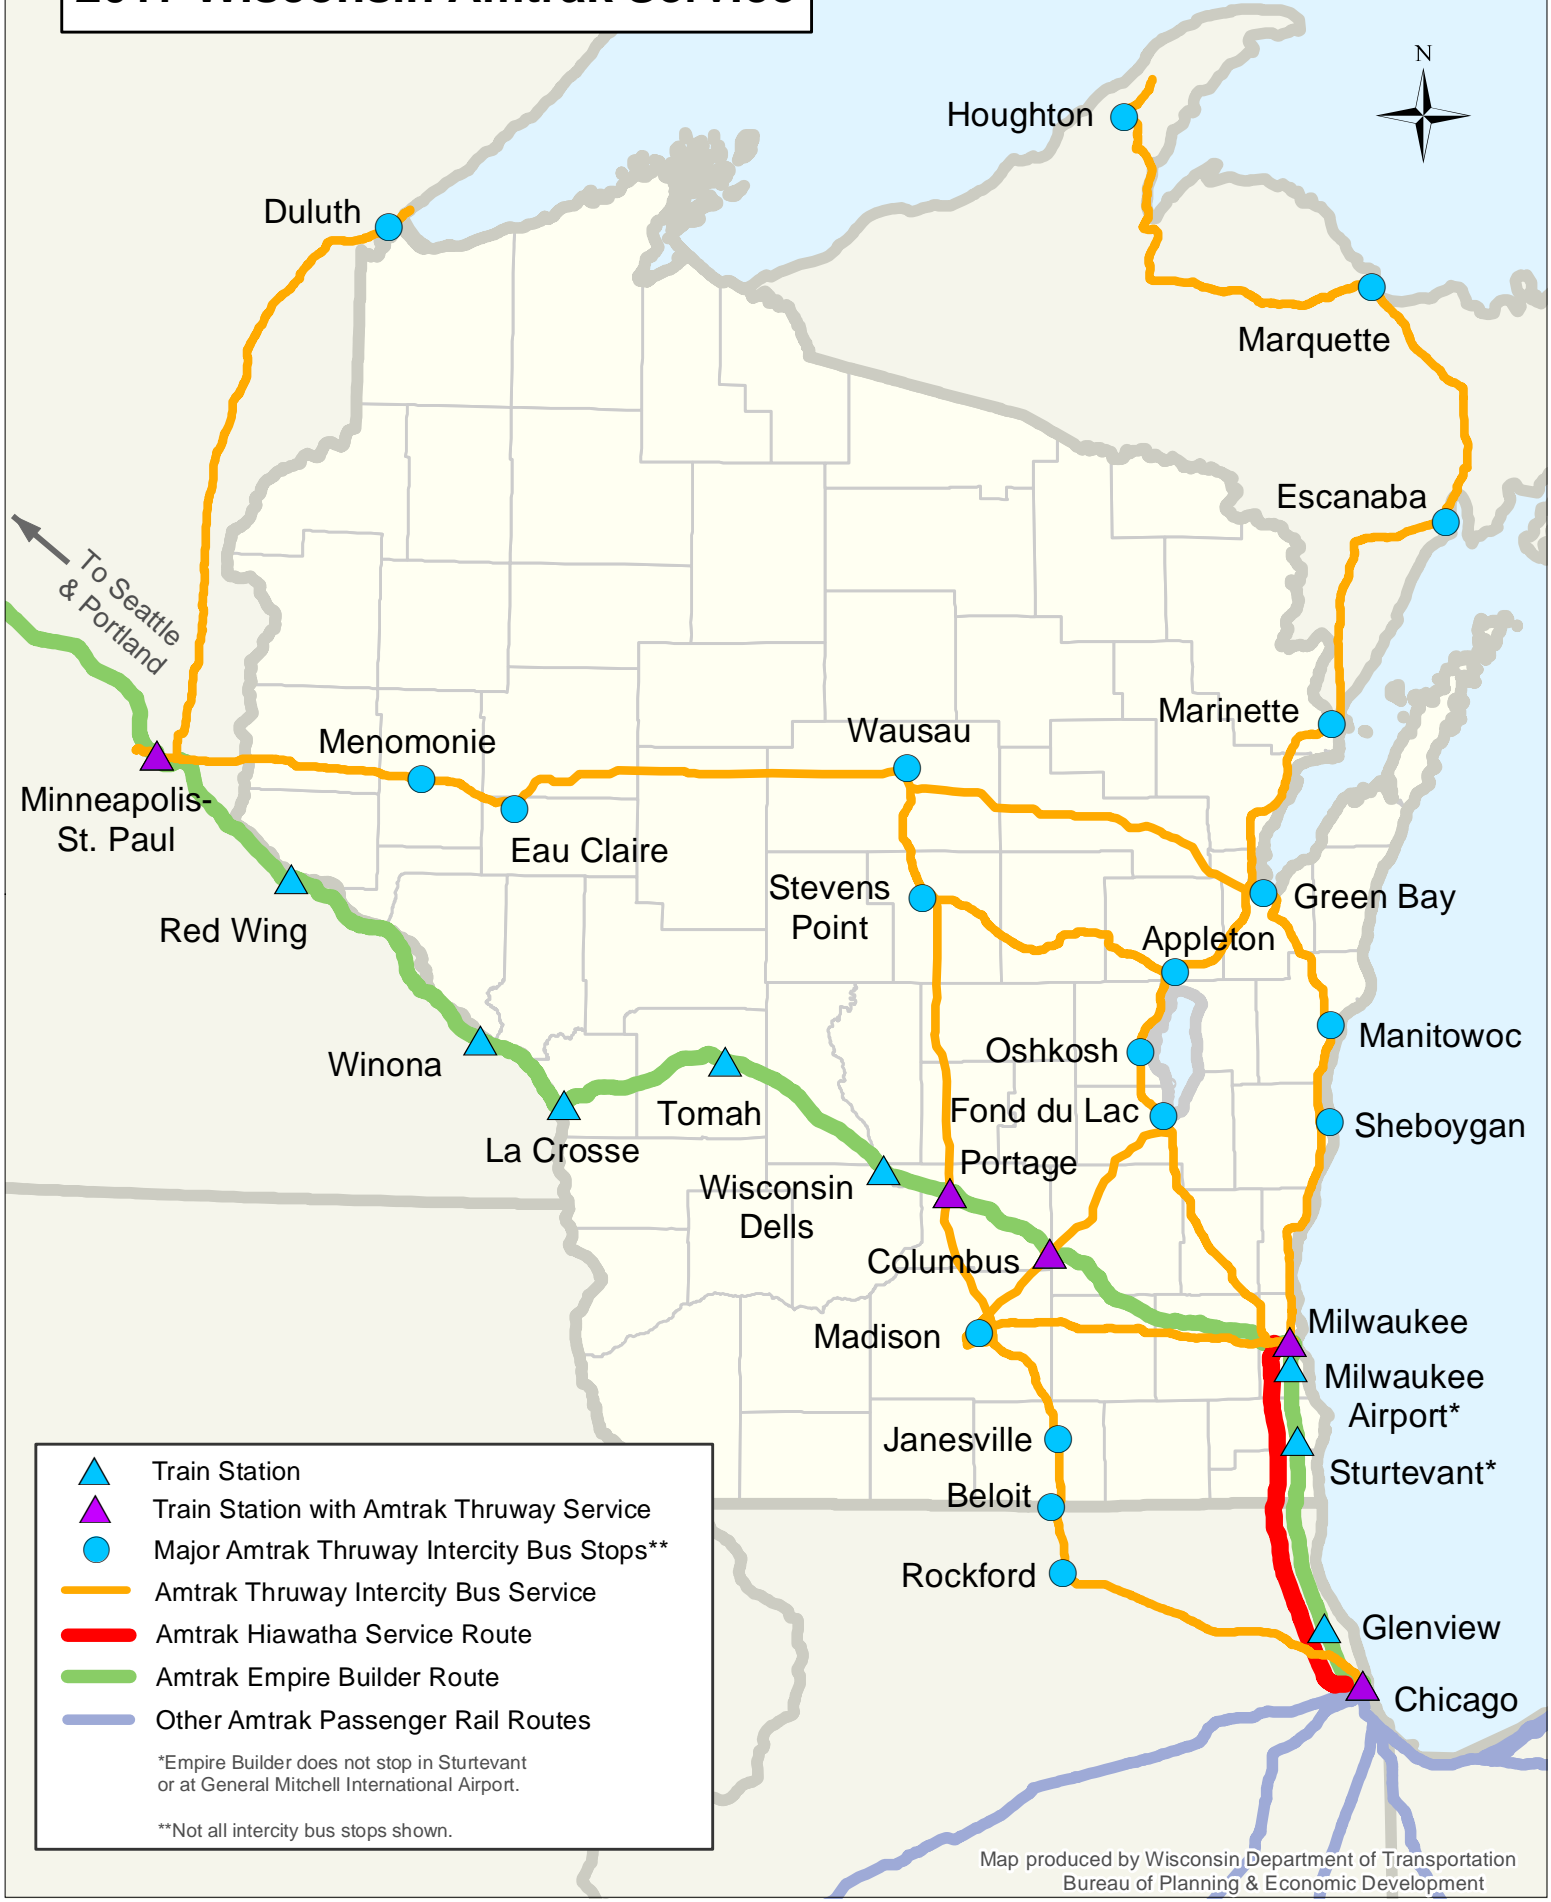 2017 Wisconsin Amtrak Service
N
Houghton
Duluth
Marquette
Escanaba
To Seattle
& Portland
Marinette
Wausau
Menomonie
Minneapolis-
St. Paul
Eau Claire
Stevens
Point
Green Bay
Red Wing
Appleton
Manitowoc
Oshkosh
Winona
Fond du Lac
Tomah
Sheboygan
La Crosse
Portage
Wisconsin
Dells
Columbus
Milwaukee
Madison
Milwaukee
Airport*
Janesville
Sturtevant*
Beloit
Rockford
Glenview
Chicago
Train Station
Train Station with Amtrak Thruway Service
Major Amtrak Thruway Intercity Bus Stops**
Amtrak Thruway Intercity Bus Service
Amtrak Hiawatha Service Route
Amtrak Empire Builder Route
Other Amtrak Passenger Rail Routes
*Empire Builder does not stop in Sturtevant
or at General Mitchell International Airport.
**Not all intercity bus stops shown.
Map produced by Wisconsin Department of Transportation
Bureau of Planning & Economic Development